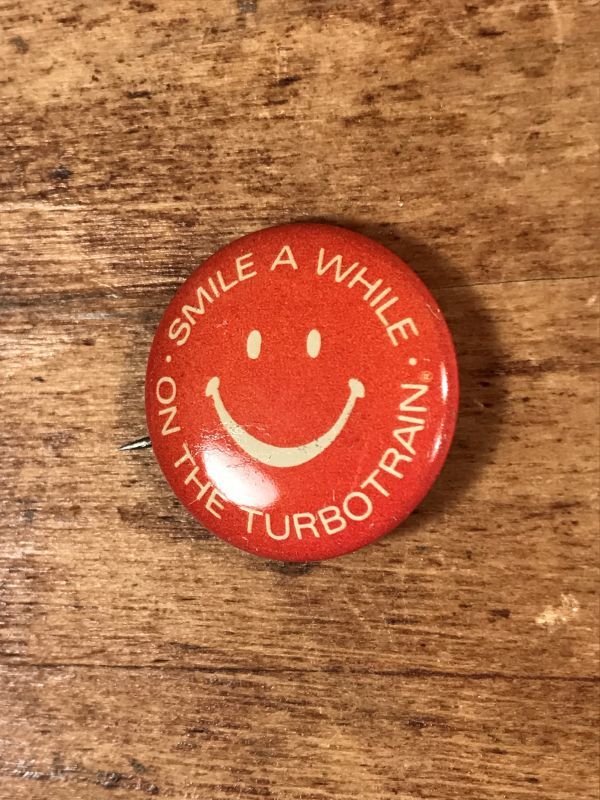 · SMILE A WHILE ·
ON THE TURBOTRAIN®